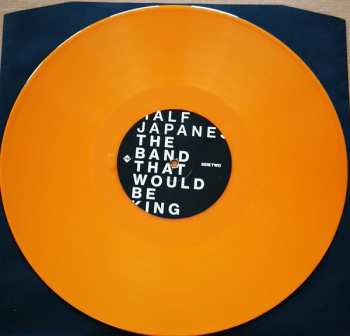 HALF
JAPANES
THE
BAND
THAT
WOULD
BE
KING
SIDE TWO